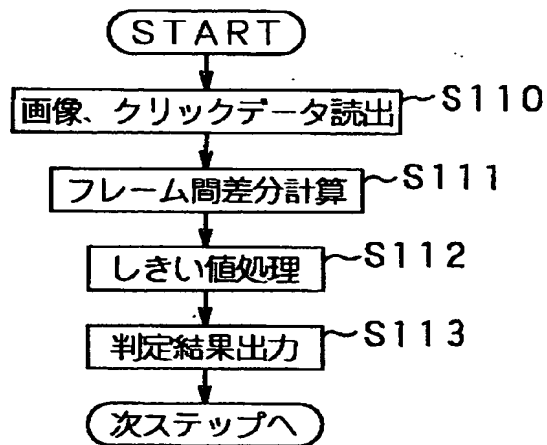 START
画像、クリックデータ読出 S110
フレーム間差分計算 S111
しきい値処理 S112
判定結果出力 S113
次ステップへ